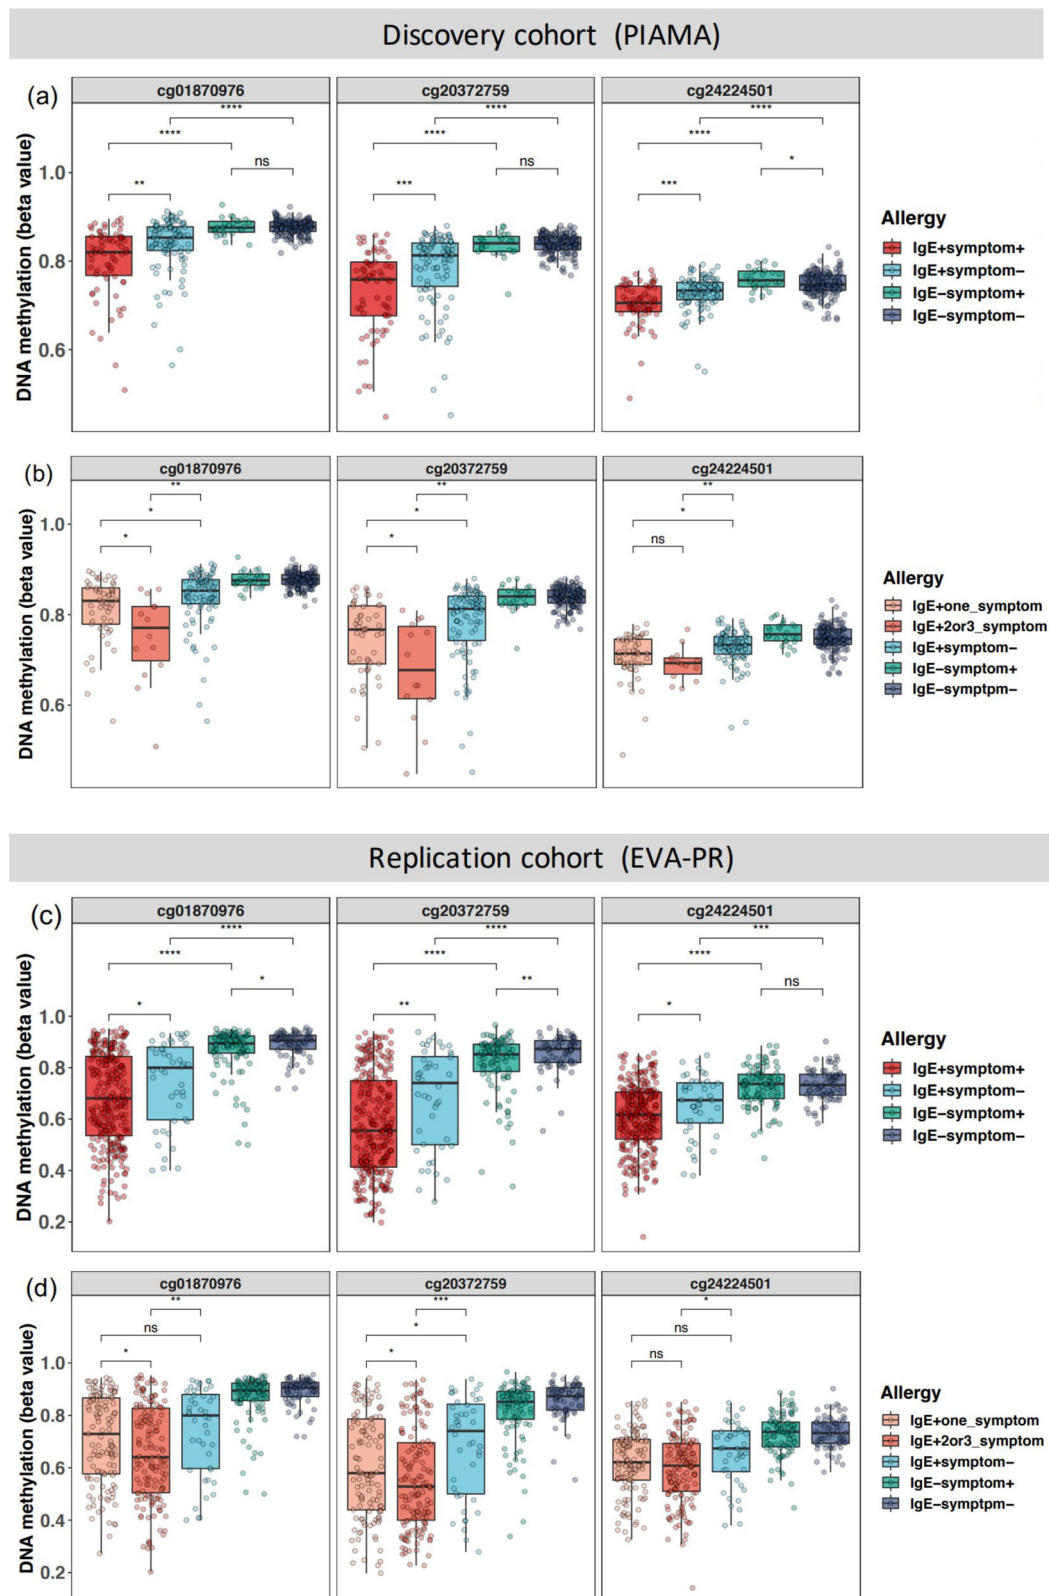 Discovery cohort (PIAMA)
(a)
cg01870976 cg20372759 cg24224501
**** **** ****
**** **** ****
ns ns *
** *** ***
DNA methylation (beta value)
1.0
0.8
0.6
Allergy
IgE+symptom+
IgE+symptom−
IgE−symptom+
IgE−symptom−
(b)
cg01870976 cg20372759 cg24224501
** ** **
* * *
* * ns
DNA methylation (beta value)
1.0
0.8
0.6
Allergy
IgE+one_symptom
IgE+2or3_symptom
IgE+symptom−
IgE−symptom+
IgE−symptpm−
Replication cohort (EVA-PR)
(c)
cg01870976 cg20372759 cg24224501
**** **** ***
**** **** ****
* ** ns
* ** *
DNA methylation (beta value)
1.0
0.8
0.6
0.4
0.2
Allergy
IgE+symptom+
IgE+symptom−
IgE−symptom+
IgE−symptom−
(d)
cg01870976 cg20372759 cg24224501
** *** *
ns * ns
* * ns
DNA methylation (beta value)
1.0
0.8
0.6
0.4
0.2
Allergy
IgE+one_symptom
IgE+2or3_symptom
IgE+symptom−
IgE−symptom+
IgE−symptpm−